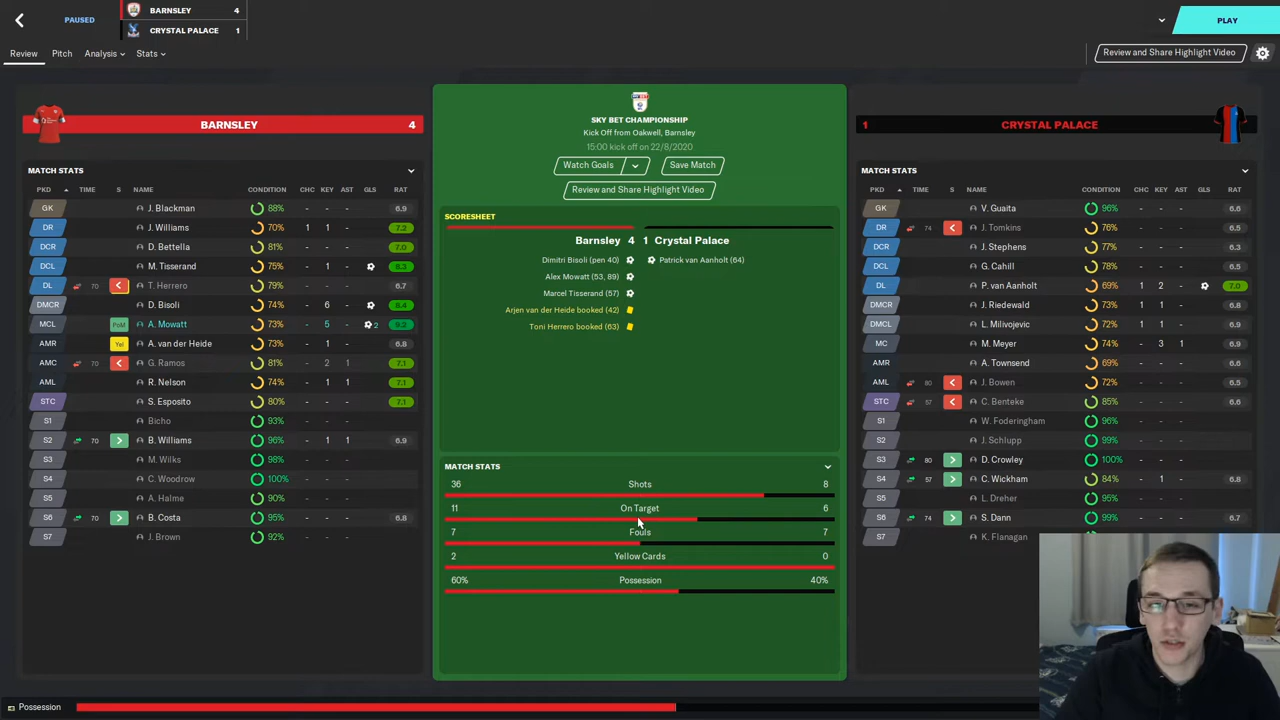 PAUSED
BARNSLEY 4
CRYSTAL PALACE 1
PLAY
Review Pitch Analysis Stats
Review and Share Highlight Video
BARNSLEY 4
MATCH STATS
PKD TIME S NAME CONDITION CHC KEY AST GLS RAT
GK J. Blackman 88% - - - 6.9
DR J. Williams 70% 1 1 - 7.2
DCR D. Bettella 81% - - - 7.0
DCL M. Tisserand 75% - 1 - 8.3
DL 70 T. Herrero 79% - - - 6.7
DMCR D. Bisoli 74% - 6 - 8.4
MCL PoM A. Mowatt 73% - 5 - 2 9.2
AMR Yel A. van der Heide 73% - 1 - 6.8
AMC 70 G. Ramos 81% - 2 1 7.1
AML R. Nelson 74% - 1 1 7.1
STC S. Esposito 80% - - - 7.1
S1 Bicho 93%
S2 70 B. Williams 96% - 1 1 6.9
S3 M. Wilks 98%
S4 C. Woodrow 100%
S5 A. Halme 90%
S6 70 B. Costa 95% - - - 6.8
S7 J. Brown 92%
SKY BET CHAMPIONSHIP
Kick Off from Oakwell, Barnsley
15:00 kick off on 22/8/2020
Watch Goals Save Match
Review and Share Highlight Video
SCORESHEET
Barnsley 4 1 Crystal Palace
Dimitri Bisoli (pen 40) Patrick van Aanholt (64)
Alex Mowatt (53, 89)
Marcel Tisserand (57)
Arjen van der Heide booked (42)
Toni Herrero booked (63)
MATCH STATS
36 Shots 8
11 On Target 6
7 Fouls 7
2 Yellow Cards 0
60% Possession 40%
1 CRYSTAL PALACE
MATCH STATS
PKD TIME S NAME CONDITION CHC KEY AST GLS RAT
GK V. Guaita 96% - - - 6.6
DR 74 J. Tomkins 76% - - - 6.5
DCR J. Stephens 77% - - - 6.3
DCL G. Cahill 78% - - - 6.5
DL P. van Aanholt 69% 1 2 - 7.0
DMCR J. Riedewald 73% 1 1 - 6.8
DMCL L. Milivojevic 72% 1 1 - 6.9
MC M. Meyer 74% - 3 1 6.9
AMR A. Townsend 69% - - - 6.6
AML 80 J. Bowen 72% - - - 6.5
STC 57 C. Benteke 85% - - - 6.6
S1 W. Foderingham 96%
S2 J. Schlupp 99%
S3 80 D. Crowley 100% - - -
S4 57 C. Wickham 84% - 1 - 6.8
S5 L. Dreher 95%
S6 74 S. Dann 99% - - - 6.7
S7 K. Flanagan
Possession